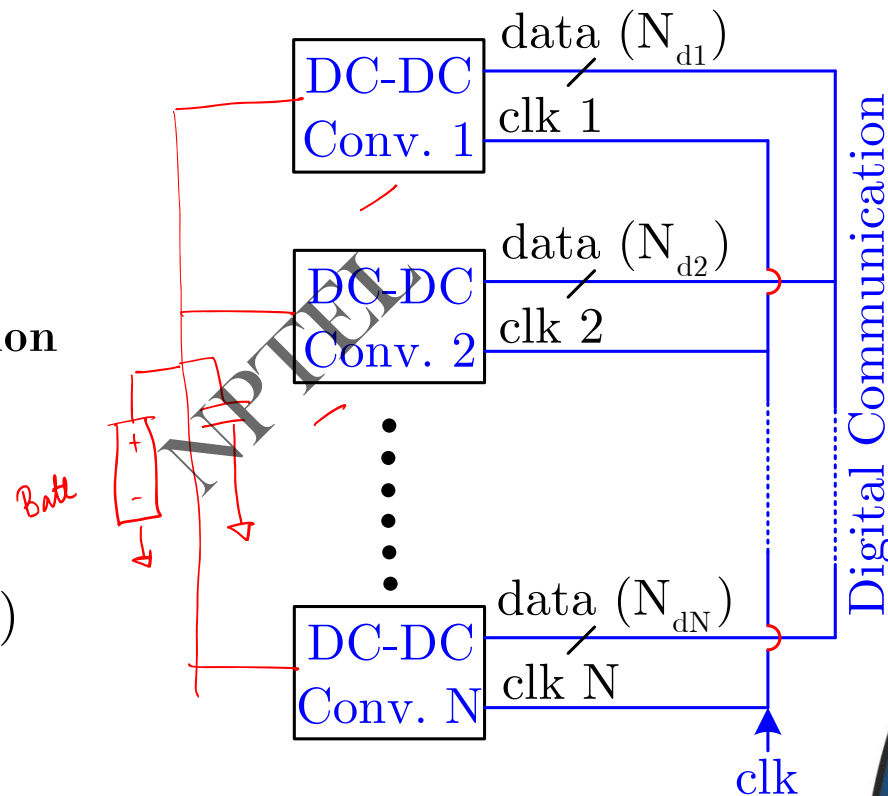 data (N_d1)
DC-DC
Conv. 1
clk 1
data (N_d2)
DC-DC
Conv. 2
clk 2
NPTEL
Batt
+
-
data (N_dN)
DC-DC
Conv. N
clk N
clk
Digital Communication
)